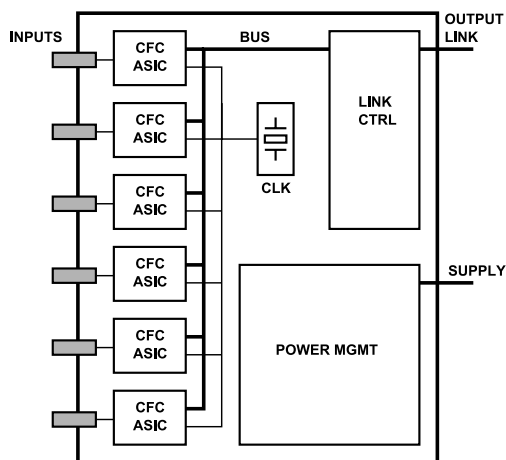 INPUTS
CFC
ASIC
BUS
OUTPUT
LINK
LINK
CTRL
CFC
ASIC
CLK
CFC
ASIC
CFC
ASIC
SUPPLY
CFC
ASIC
POWER MGMT
CFC
ASIC